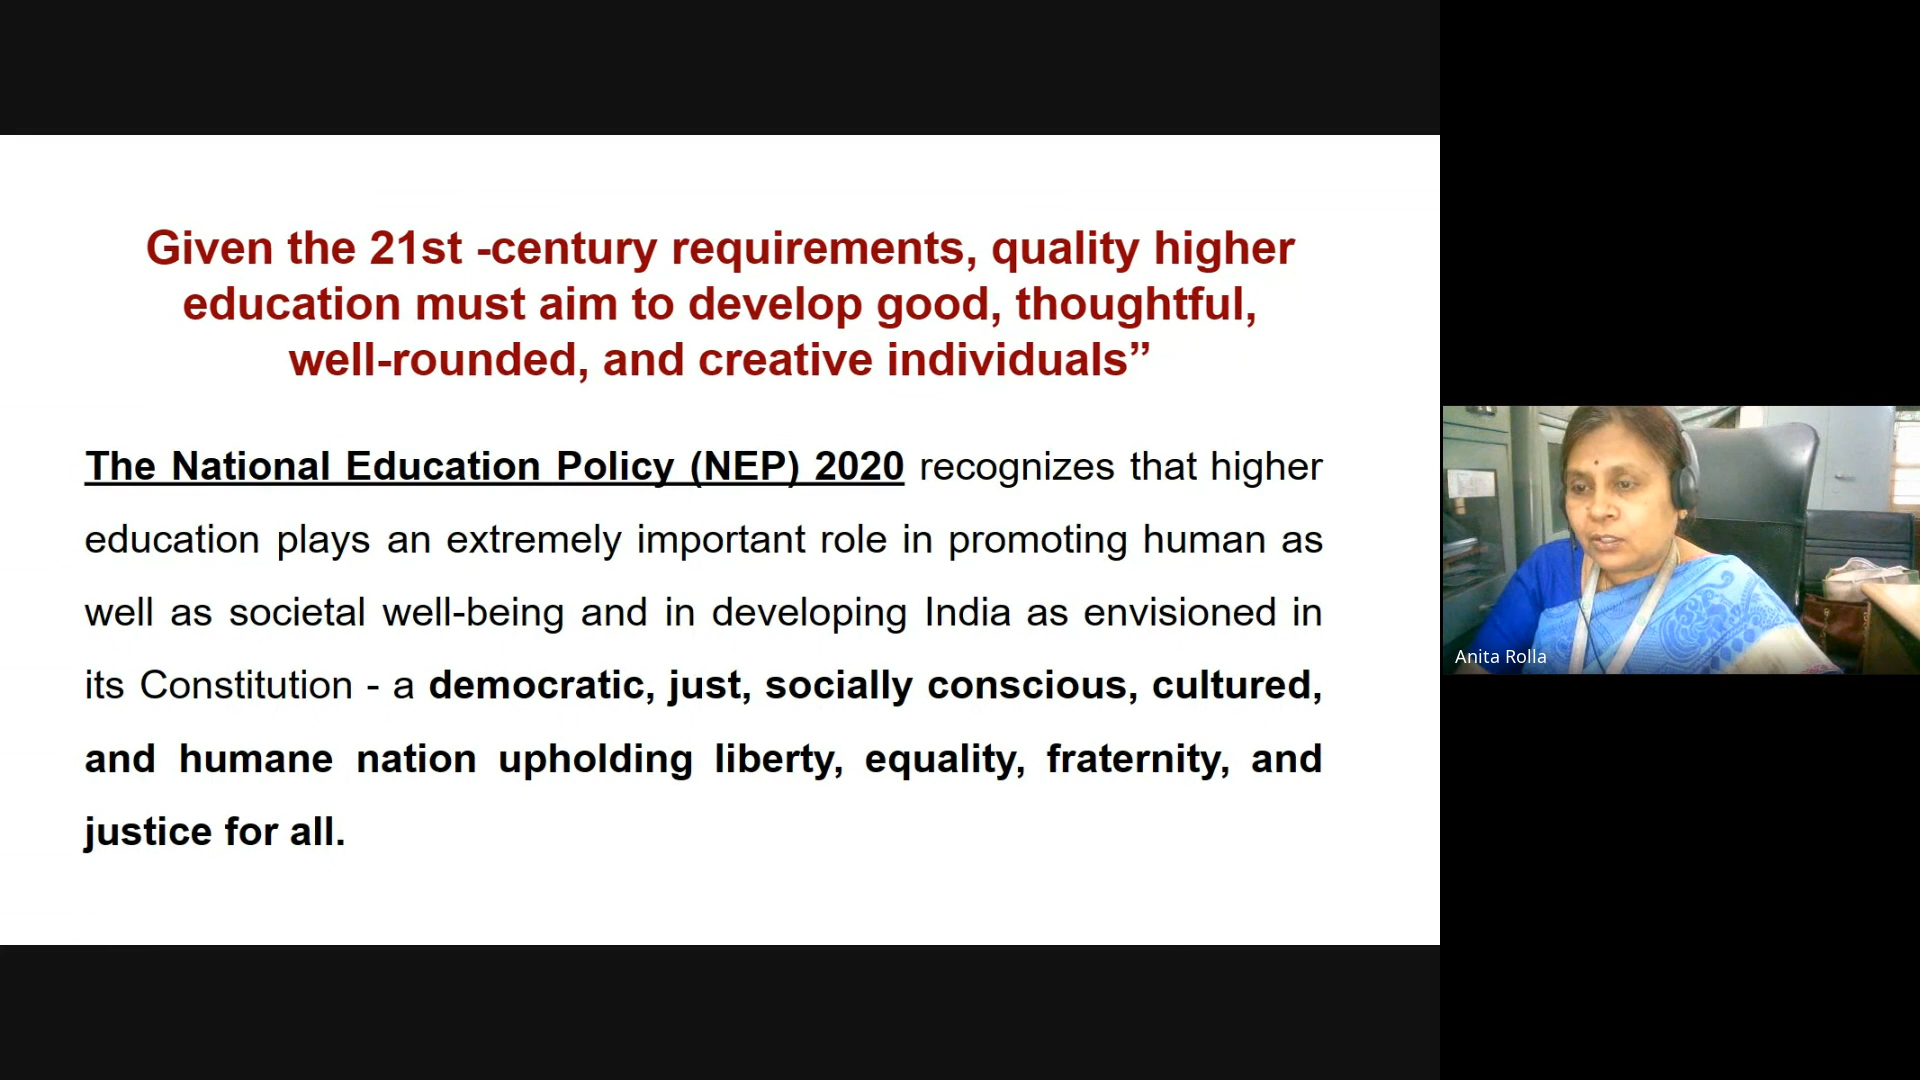 Given the 21st -century requirements, quality higher
education must aim to develop good, thoughtful,
well-rounded, and creative individuals”
The National Education Policy (NEP) 2020 recognizes that higher
education plays an extremely important role in promoting human as
well as societal well-being and in developing India as envisioned in
its Constitution - a democratic, just, socially conscious, cultured,
and humane nation upholding liberty, equality, fraternity, and
justice for all.
Anita Rolla